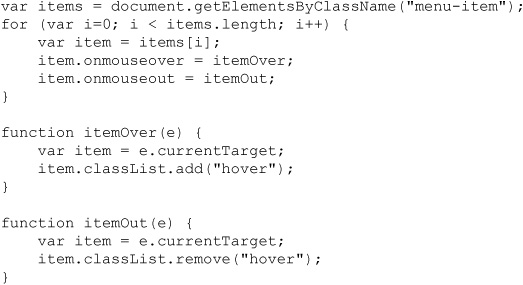 var items = document.getElementsByClassName("menu-item");
for (var i=0; i < items.length; i++) {
    var item = items[i];
    item.onmouseover = itemOver;
    item.onmouseout = itemOut;
}

function itemOver(e) {
    var item = e.currentTarget;
    item.classList.add("hover");
}

function itemOut(e) {
    var item = e.currentTarget;
    item.classList.remove("hover");
}